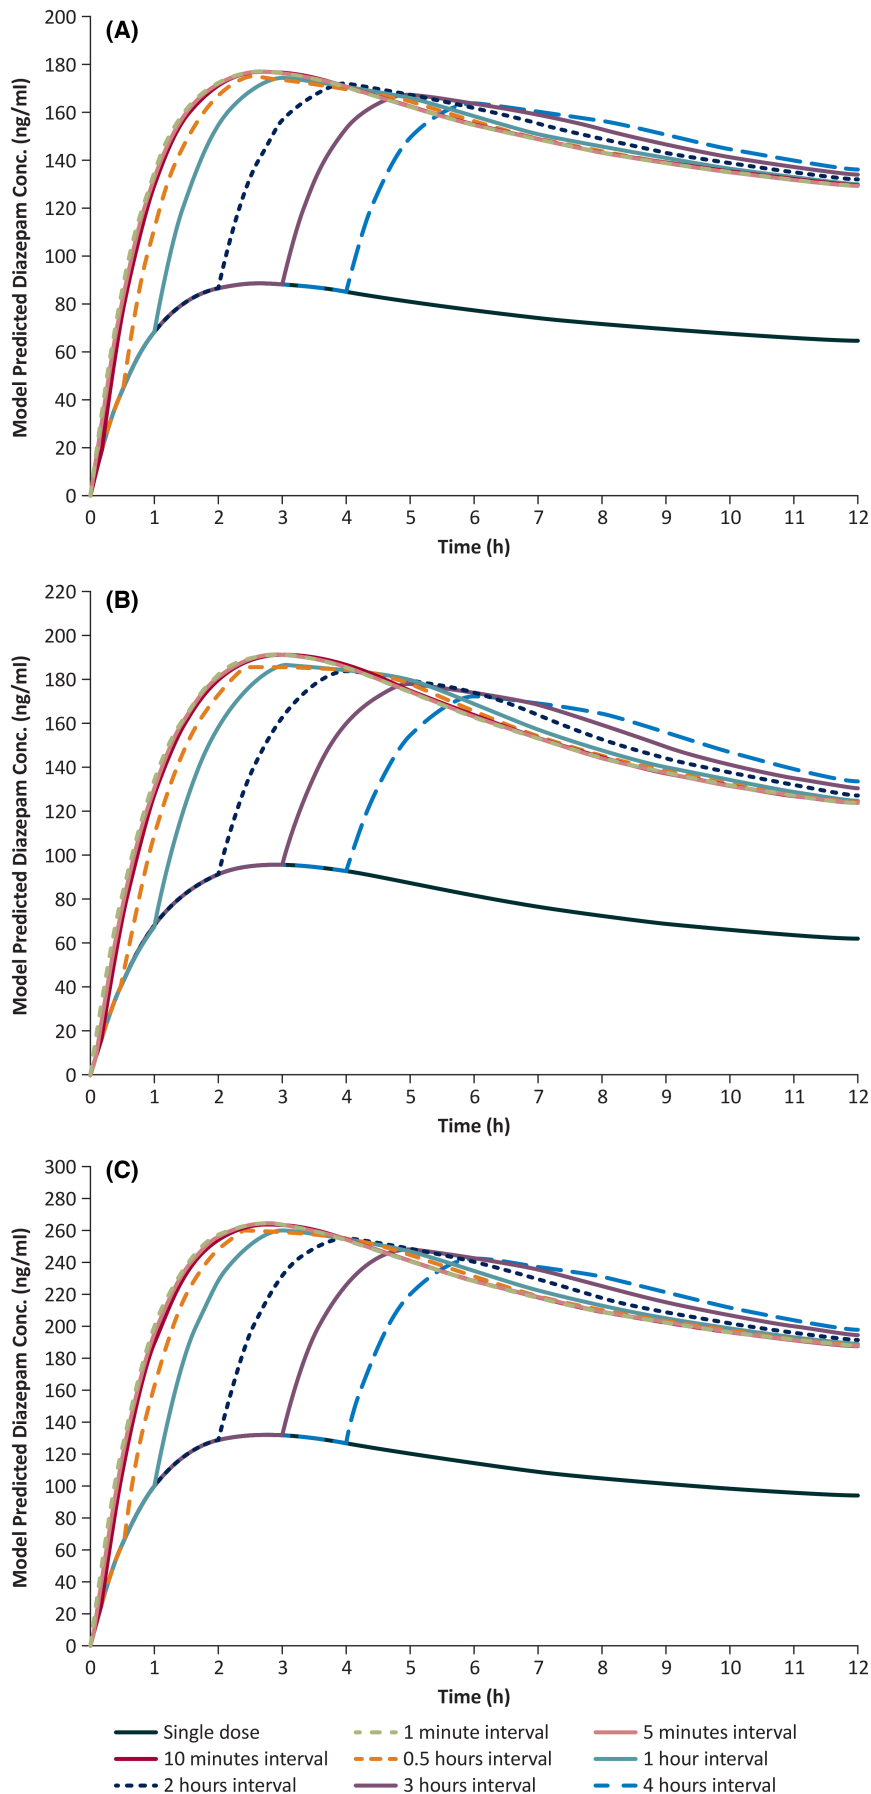 (A)
Model Predicted Diazepam Conc. (ng/ml)
200
180
160
140
120
100
80
60
40
20
0
0 1 2 3 4 5 6 7 8 9 10 11 12
Time (h)
(B)
Model Predicted Diazepam Conc. (ng/ml)
220
200
180
160
140
120
100
80
60
40
20
0
0 1 2 3 4 5 6 7 8 9 10 11 12
Time (h)
(C)
Model Predicted Diazepam Conc. (ng/ml)
300
280
260
240
220
200
180
160
140
120
100
80
60
40
20
0
0 1 2 3 4 5 6 7 8 9 10 11 12
Time (h)
Single dose 1 minute interval 5 minutes interval
10 minutes interval 0.5 hours interval 1 hour interval
2 hours interval 3 hours interval 4 hours interval